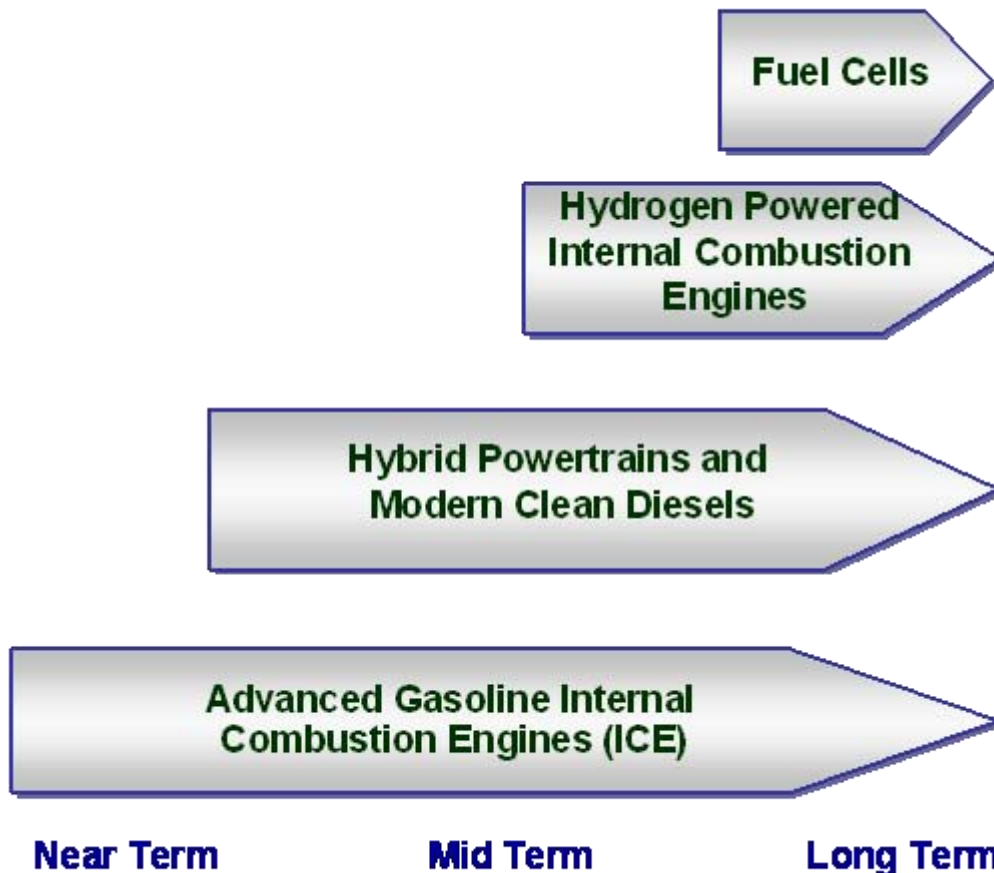 Fuel Cells
Hydrogen Powered
Internal Combustion
Engines
Hybrid Powertrains and
Modern Clean Diesels
Advanced Gasoline Internal
Combustion Engines (ICE)
Near Term
Mid Term
Long Term